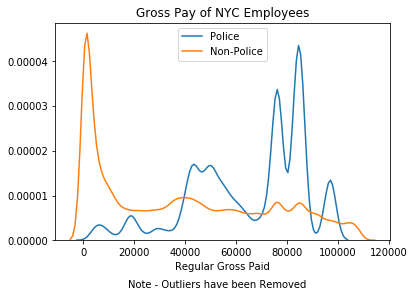 Gross Pay of NYC Employees
Police
Non-Police
0.00004
0.00003
0.00002
0.00001
0.00000
0 20000 40000 60000 80000 100000 120000
Regular Gross Paid
Note - Outliers have been Removed